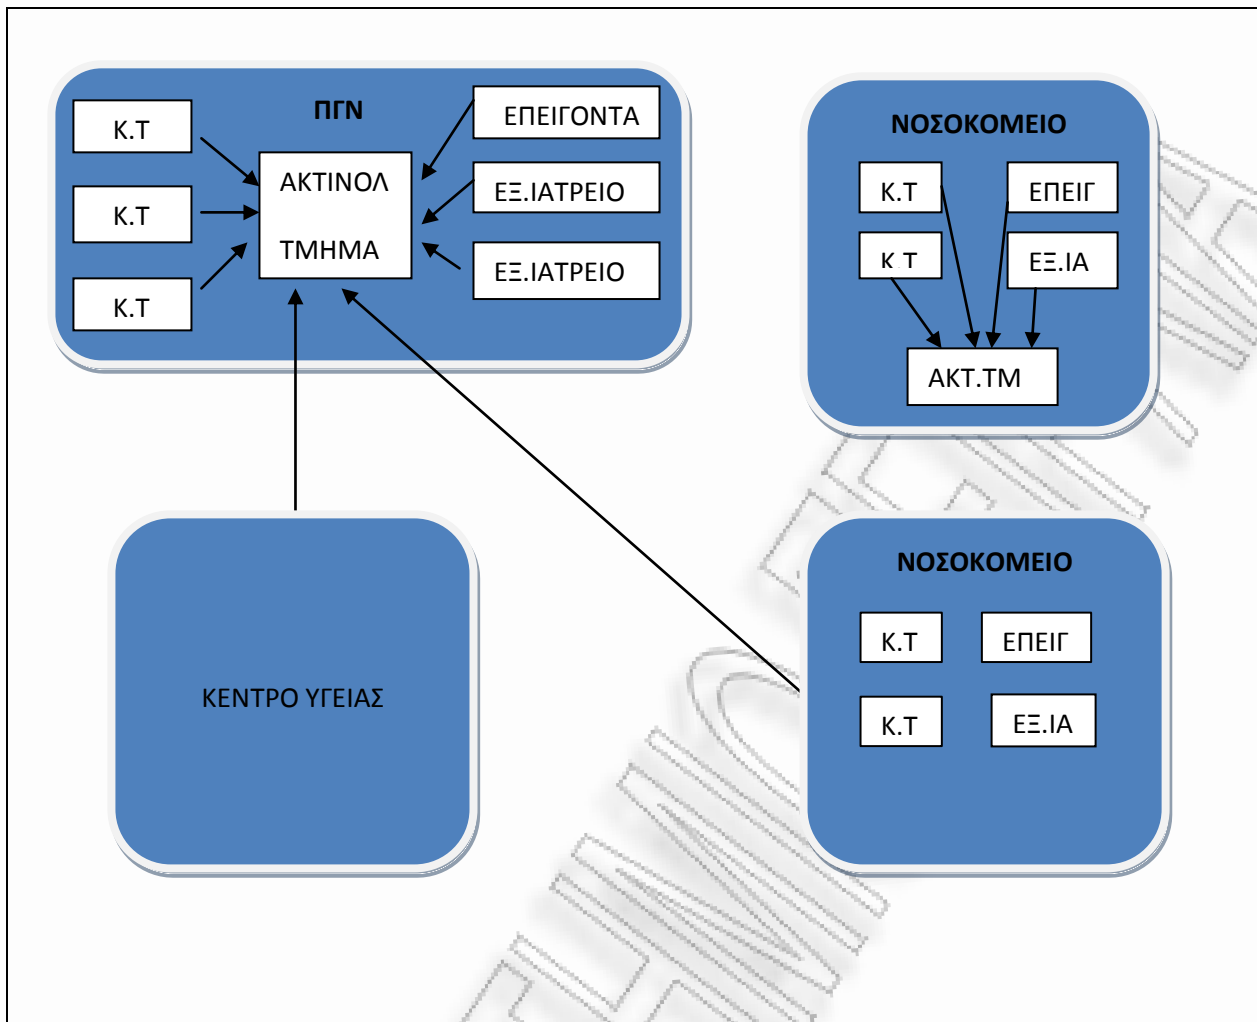 ΠΓΝ
Κ.Τ
Κ.Τ
Κ.Τ
ΑΚΤΙΝΟΛ
ΤΜΗΜΑ
ΕΠΕΙΓΟΝΤΑ
ΕΞ.ΙΑΤΡΕΙΟ
ΕΞ.ΙΑΤΡΕΙΟ
ΝΟΣΟΚΟΜΕΙΟ
Κ.Τ
ΕΠΕΙΓ
Κ.Τ
ΕΞ.ΙΑ
ΑΚΤ.ΤΜ
ΚΕΝΤΡΟ ΥΓΕΙΑΣ
ΝΟΣΟΚΟΜΕΙΟ
Κ.Τ
ΕΠΕΙΓ
Κ.Τ
ΕΞ.ΙΑ